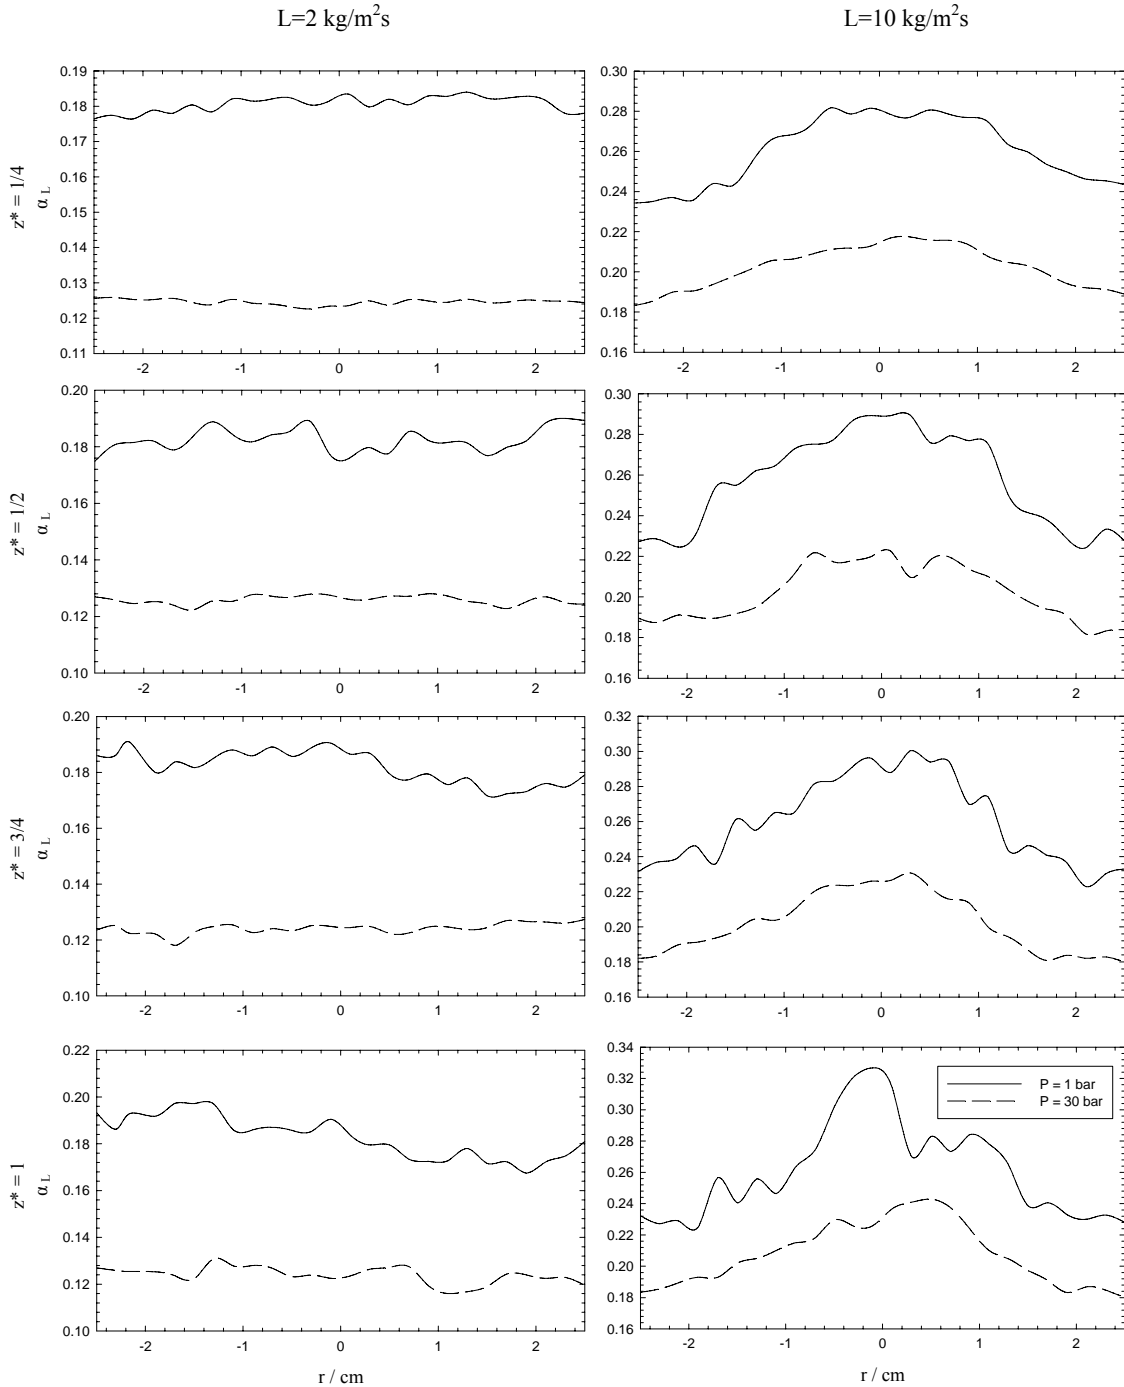 L=2 kg/m²s
L=10 kg/m²s
z* = 1/4
α L
0.19
0.18
0.17
0.16
0.15
0.14
0.13
0.12
0.11
-2 -1 0 1 2
0.30
0.28
0.26
0.24
0.22
0.20
0.18
0.16
-2 -1 0 1 2
z* = 1/2
α L
0.20
0.18
0.16
0.14
0.12
0.10
-2 -1 0 1 2
0.30
0.28
0.26
0.24
0.22
0.20
0.18
0.16
-2 -1 0 1 2
z* = 3/4
α L
0.20
0.18
0.16
0.14
0.12
0.10
-2 -1 0 1 2
0.32
0.30
0.28
0.26
0.24
0.22
0.20
0.18
0.16
-2 -1 0 1 2
z* = 1
α L
0.22
0.20
0.18
0.16
0.14
0.12
0.10
-2 -1 0 1 2
r / cm
0.34
0.32
0.30
0.28
0.26
0.24
0.22
0.20
0.18
0.16
P = 1 bar
P = 30 bar
-2 -1 0 1 2
r / cm